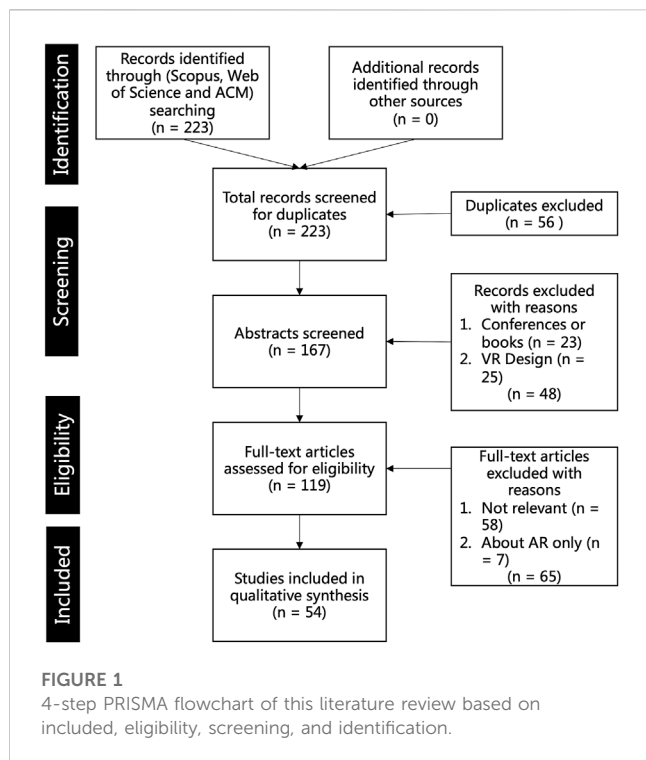 Identification
Records identified
through (Scopus, Web
of Science and ACM)
searching
(n = 223)
Additional records
identified through
other sources
(n = 0)
Total records screened
for duplicates
(n = 223)
Duplicates excluded
(n = 56 )
Screening
Abstracts screened
(n = 167)
Records excluded
with reasons
1. Conferences or
books (n = 23)
2. VR Design (n =
25)
(n = 48)
Eligibility
Full-text articles
assessed for eligibility
(n = 119)
Full-text articles
excluded with
reasons
1. Not relevant (n =
58)
2. About AR only (n
= 7)
(n = 65)
Included
Studies included in
qualitative synthesis
(n = 54)
FIGURE 1
4-step PRISMA flowchart of this literature review based on
included, eligibility, screening, and identification.